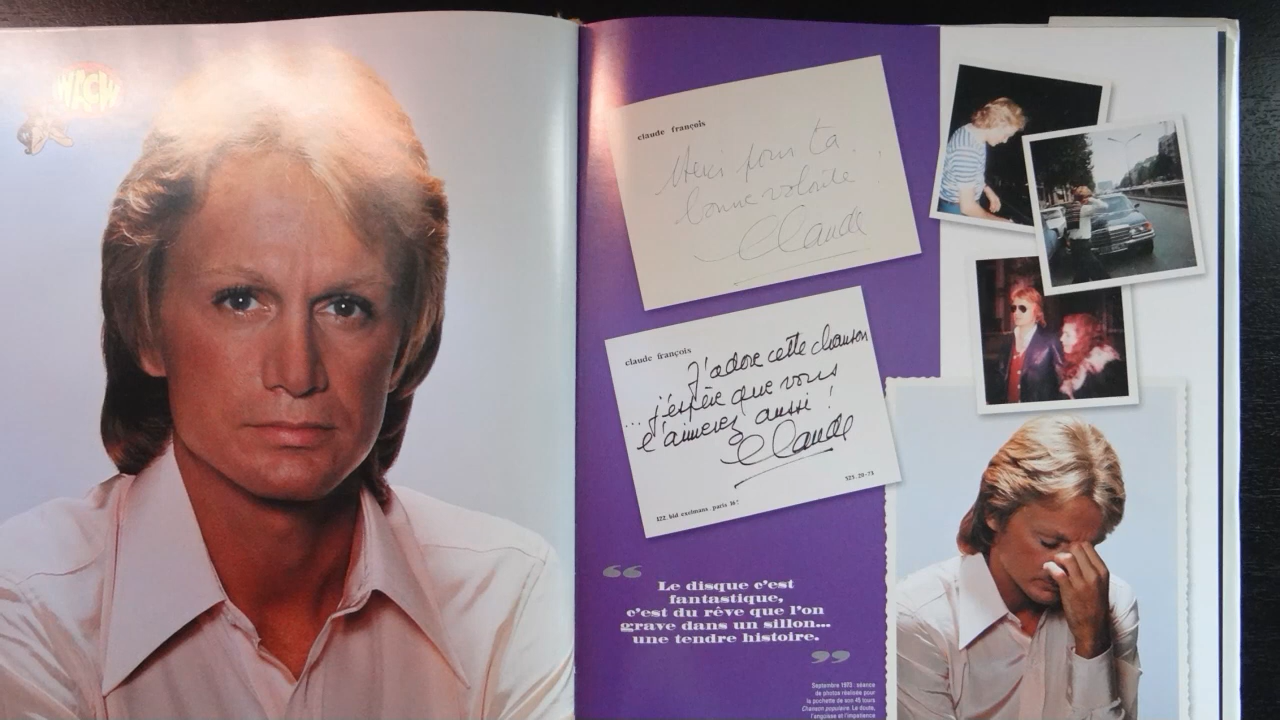 WLCW
claude françois
Merci pour ta
bonne volonté !
Claude
claude françois
J'adore cette chanson
... j'espère que vous
l'aimerez aussi !
Claude
525.20-73
122, bld exelmans, paris 16e
“
Le disque c'est
fantastique,
c'est du rêve que l'on
grave dans un sillon...
une tendre histoire.
”
Septembre 1973 : séance
de photos réalisée pour
la pochette de son 45 tours
Chanson populaire. Le doute,
l'angoisse et l'impatience